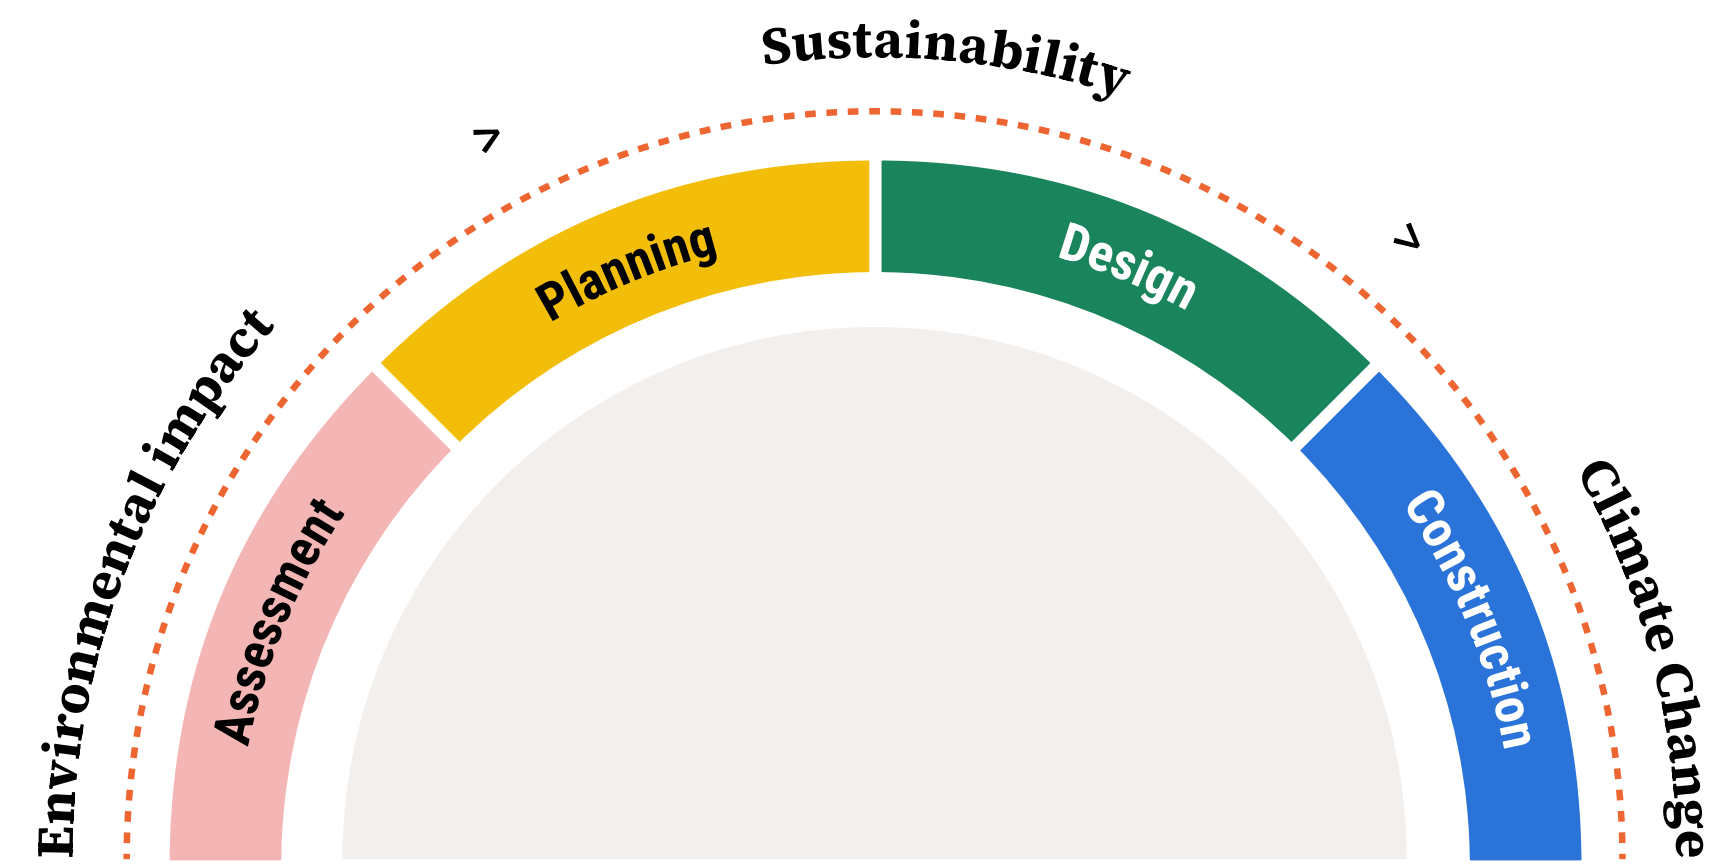 Environmental impact
>
Sustainability
>
Climate Change
Assessment
Planning
Design
Construction